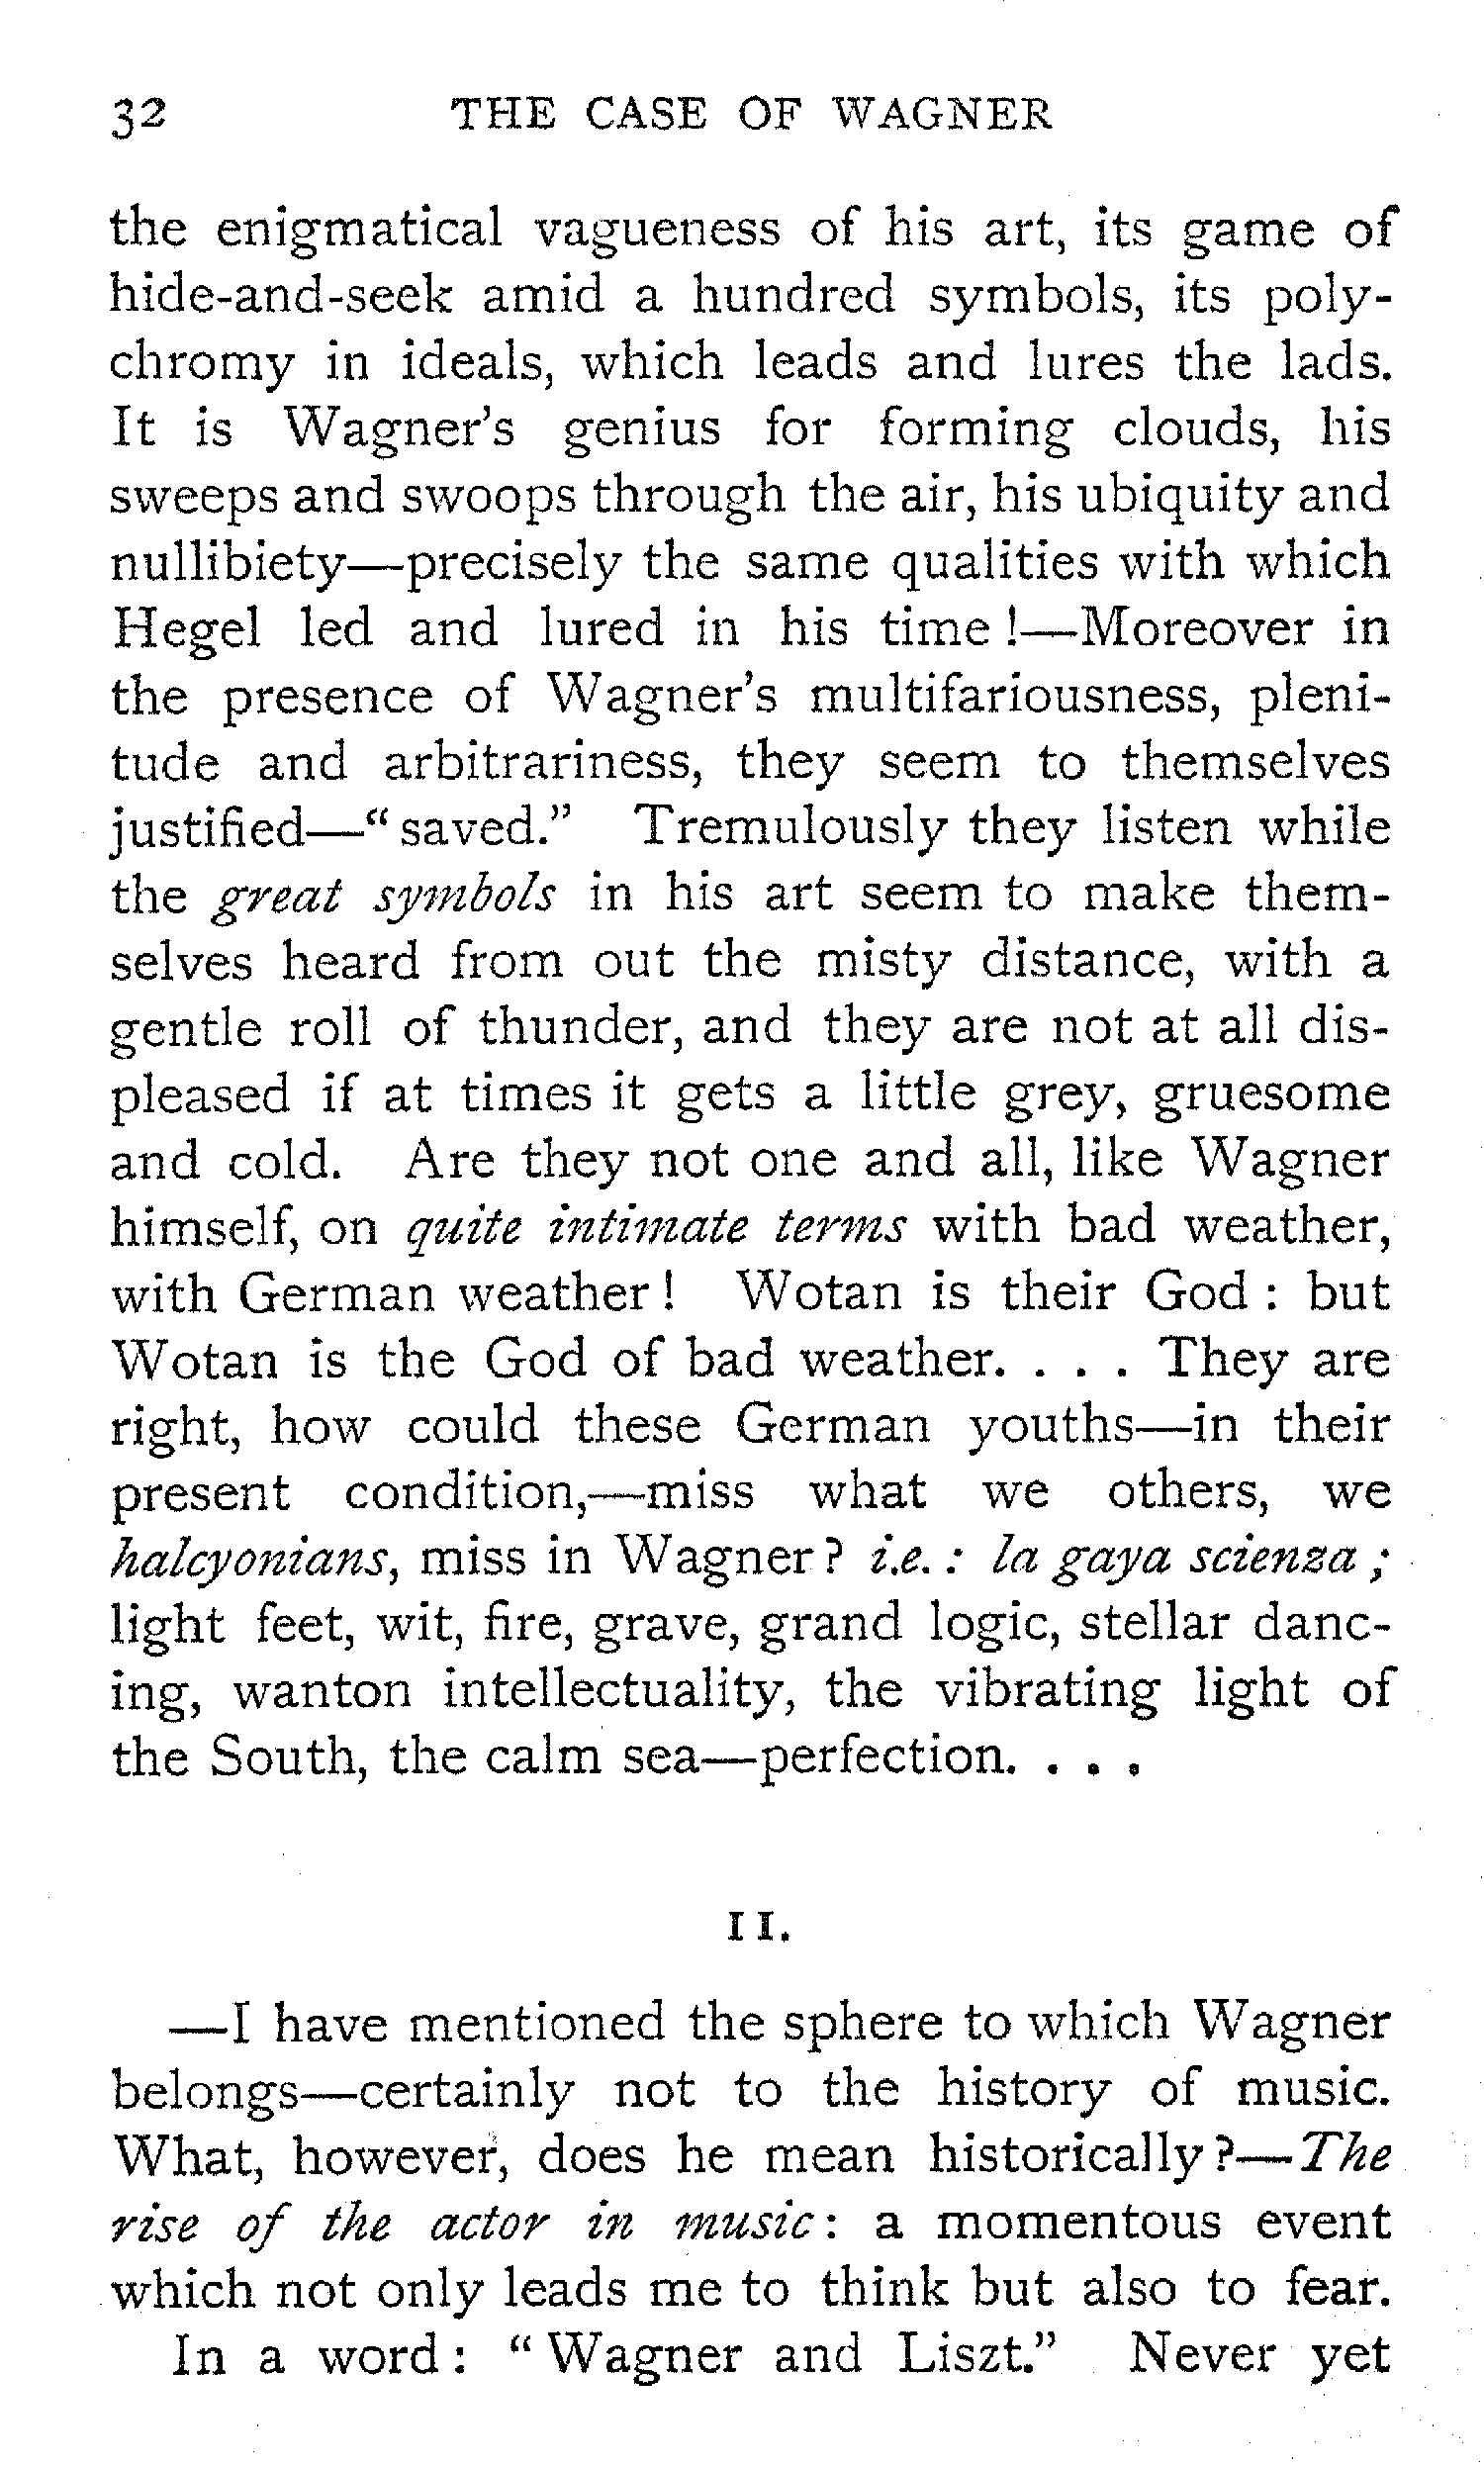 32 THE CASE OF WAGNER
the enigmatical vagueness of his art, its game of
hide-and-seek amid a hundred symbols, its poly-
chromy in ideals, which leads and lures the lads.
It is Wagner's genius for forming clouds, his
sweeps and swoops through the air, his ubiquity and
nullibiety—precisely the same qualities with which
Hegel led and lured in his time !—Moreover in
the presence of Wagner's multifariousness, pleni-
tude and arbitrariness, they seem to themselves
justified—“ saved.” Tremulously they listen while
the great symbols in his art seem to make them-
selves heard from out the misty distance, with a
gentle roll of thunder, and they are not at all dis-
pleased if at times it gets a little grey, gruesome
and cold. Are they not one and all, like Wagner
himself, on quite intimate terms with bad weather,
with German weather ! Wotan is their God : but
Wotan is the God of bad weather. . . . They are
right, how could these German youths—in their
present condition,—miss what we others, we
halcyonians, miss in Wagner ? i.e. : la gaya scienza ;
light feet, wit, fire, grave, grand logic, stellar danc-
ing, wanton intellectuality, the vibrating light of
the South, the calm sea—perfection. . . .
11.
—I have mentioned the sphere to which Wagner
belongs—certainly not to the history of music.
What, however, does he mean historically ?—The
rise of the actor in music : a momentous event
which not only leads me to think but also to fear.
In a word : “ Wagner and Liszt.” Never yet